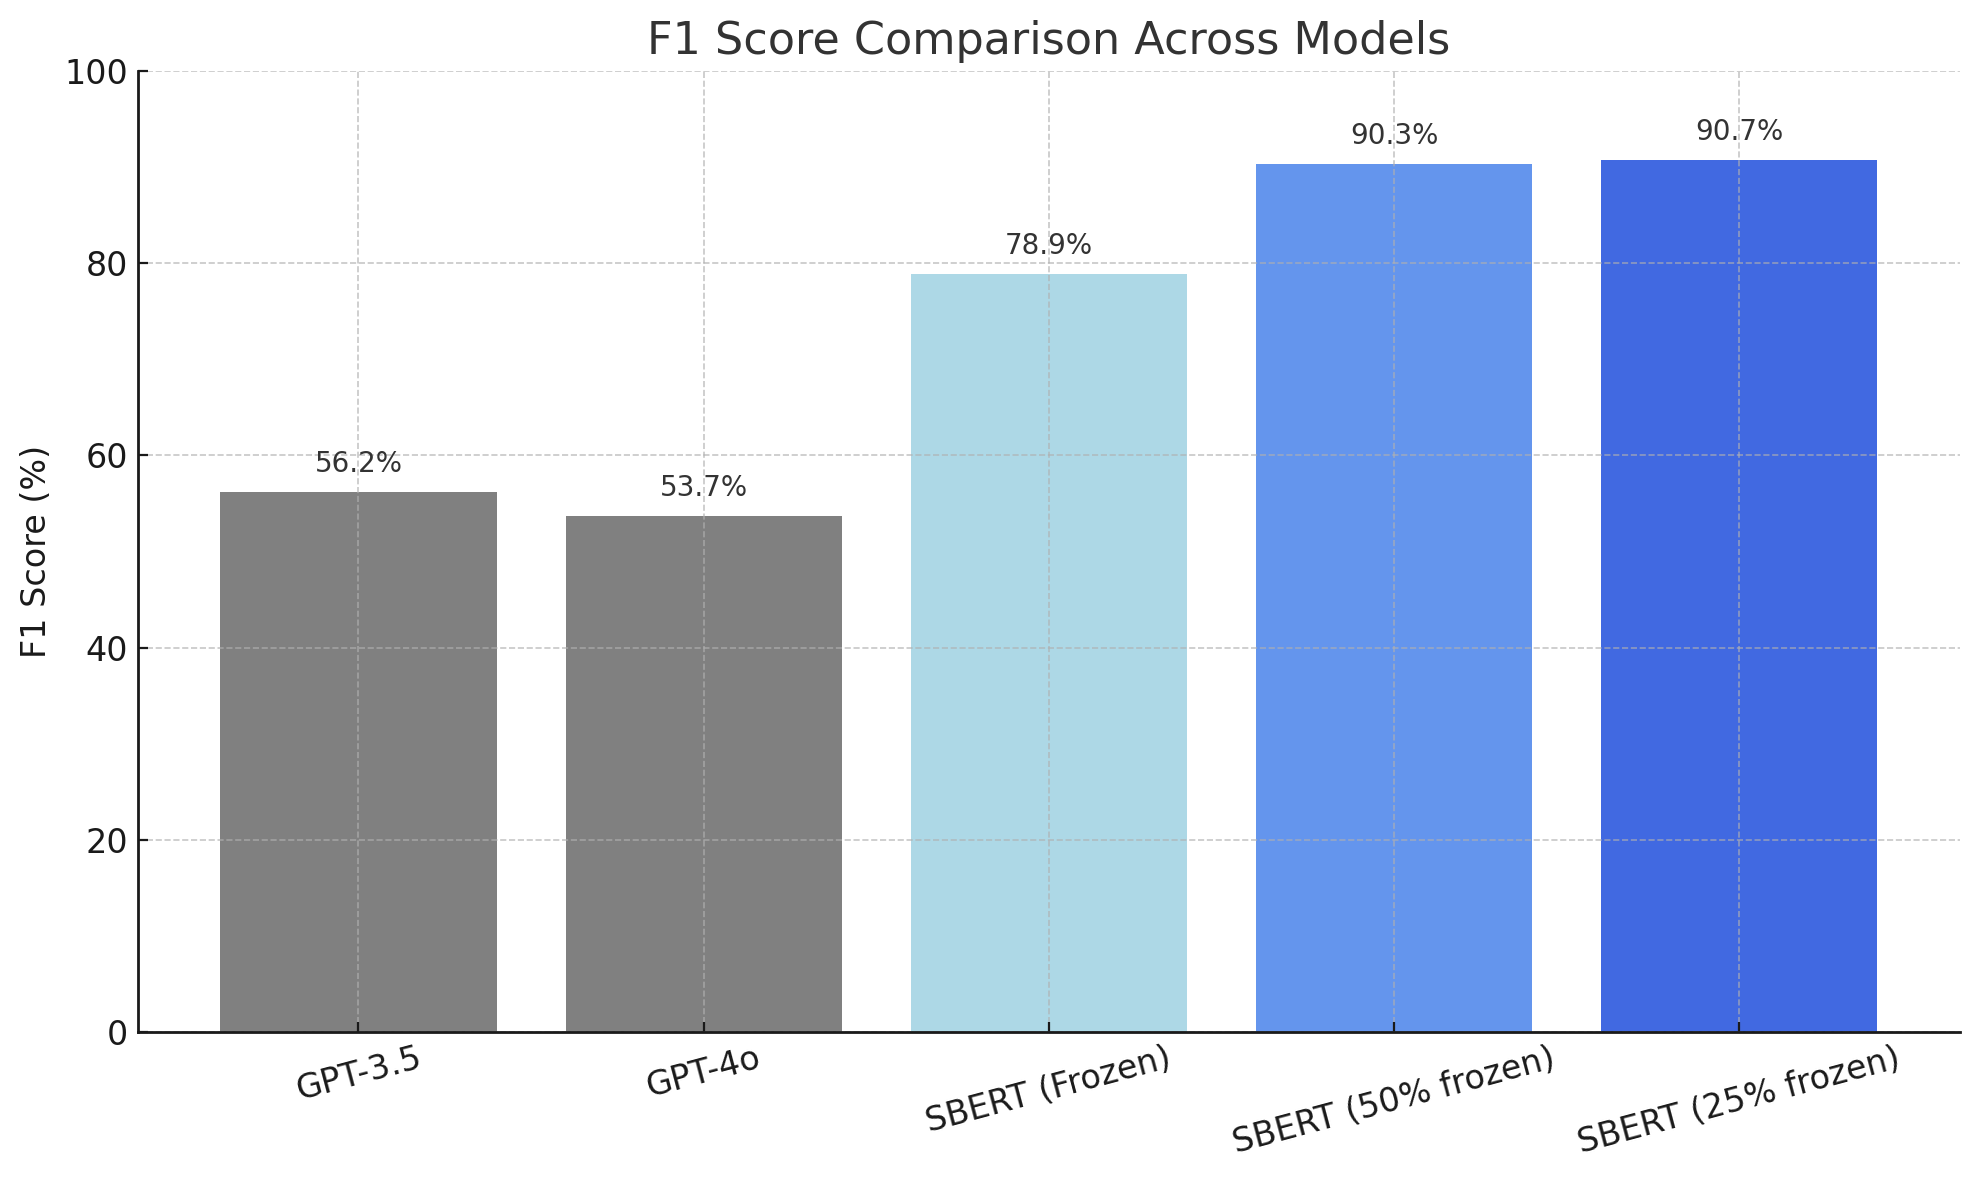 F1 Score Comparison Across Models
F1 Score (%)
100
80
60
40
20
0
56.2%
53.7%
78.9%
90.3%
90.7%
GPT-3.5
GPT-4o
SBERT (Frozen)
SBERT (50% frozen)
SBERT (25% frozen)